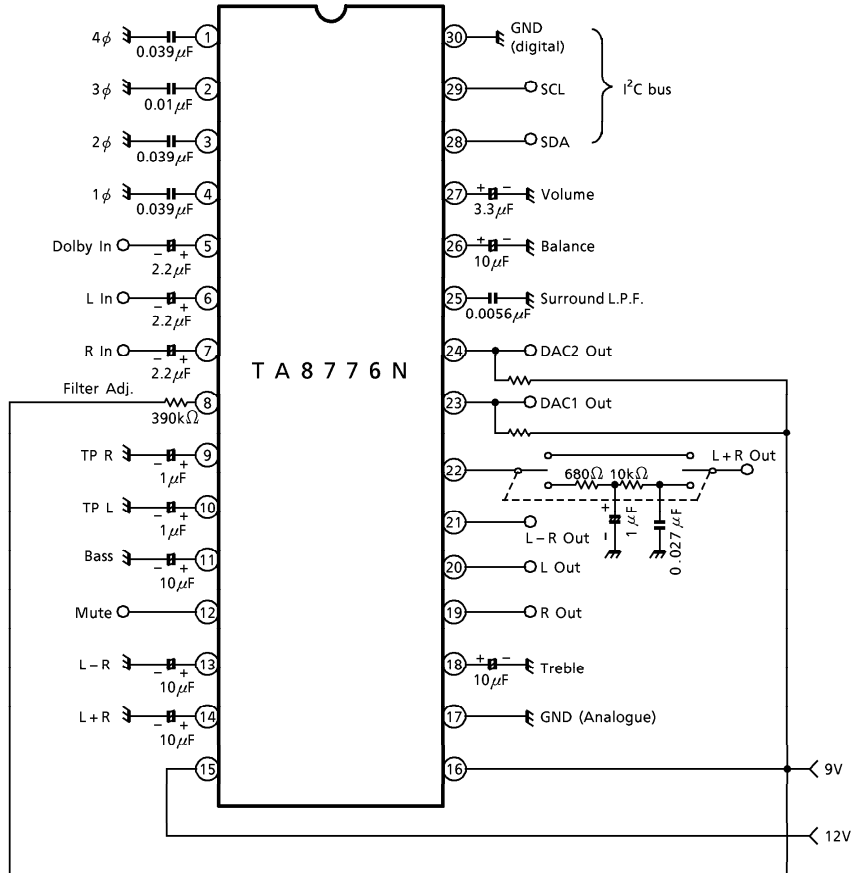 4φ
0.039μF
1
3φ
0.01μF
2
2φ
0.039μF
3
1φ
0.039μF
4
Dolby In
− +
2.2μF
5
L In
− +
2.2μF
6
R In
− +
2.2μF
7
Filter Adj.
390kΩ
8
TP R
− +
1μF
9
TP L
− +
1μF
10
Bass
− +
10μF
11
Mute
12
L−R
− +
10μF
13
L+R
− +
10μF
14
15
TA8776N
30
GND
(digital)
29
SCL
I²C bus
28
SDA
27
+ −
3.3μF
Volume
26
+ −
10μF
Balance
25
0.0056μF
Surround L.P.F.
24
DAC2 Out
23
DAC1 Out
22
680Ω 10kΩ
L+R Out
+
−
1μF
0.027μF
21
L−R Out
20
L Out
19
R Out
18
+ −
10μF
Treble
17
GND (Analogue)
16
9V
12V